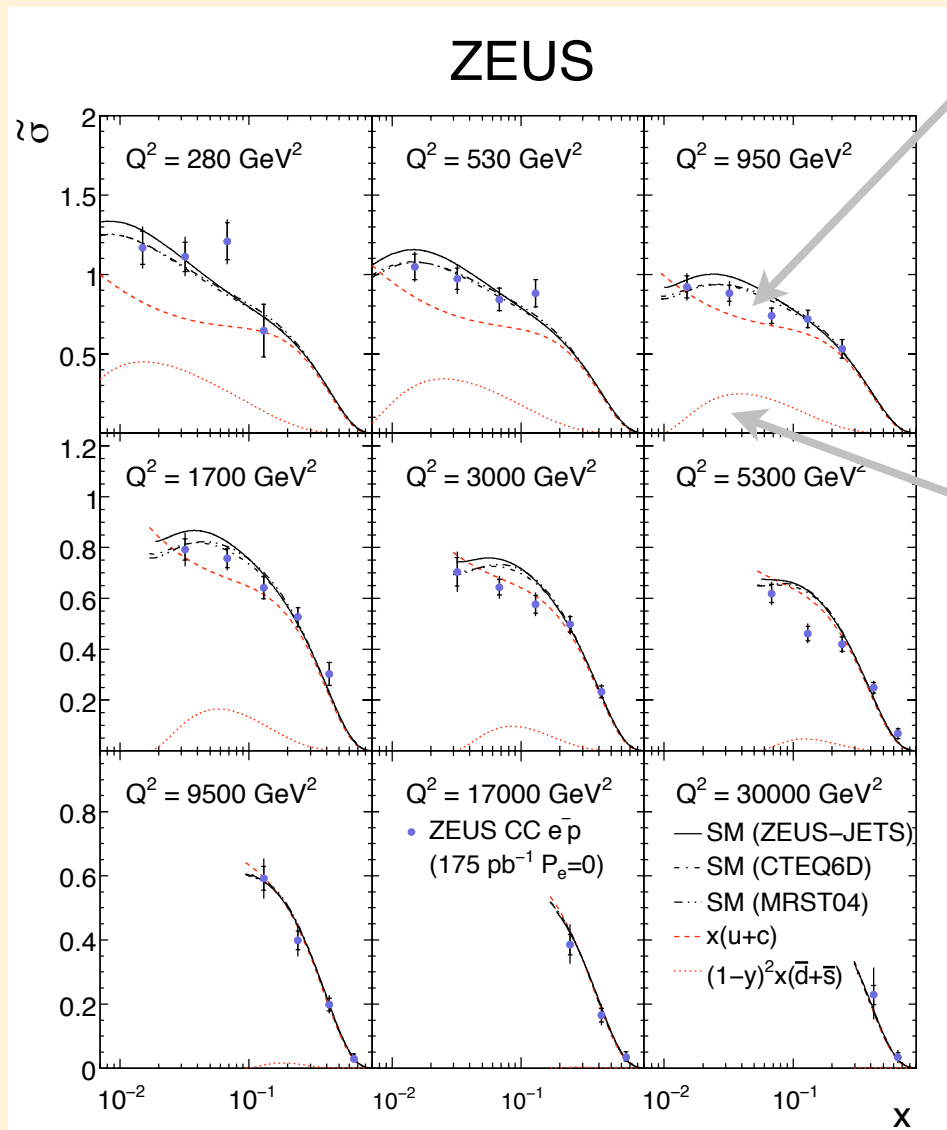 ZEUS
σ̃
Q² = 280 GeV²
Q² = 530 GeV²
Q² = 950 GeV²
2
1.5
1
0.5
Q² = 1700 GeV²
Q² = 3000 GeV²
Q² = 5300 GeV²
1.2
1
0.8
0.6
0.4
0.2
Q² = 9500 GeV²
Q² = 17000 GeV²
Q² = 30000 GeV²
ZEUS CC e⁻p
(175 pb⁻¹ Pₑ=0)
SM (ZEUS–JETS)
SM (CTEQ6D)
SM (MRST04)
x(u+c)
(1–y)²x(d̅+s̅)
0.8
0.6
0.4
0.2
0
10⁻² 10⁻¹ 10⁻² 10⁻¹ 10⁻² 10⁻¹
x